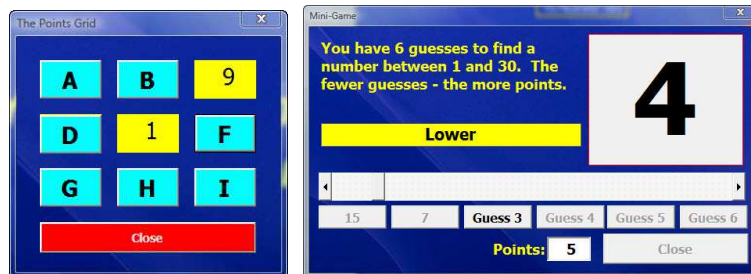 The Points Grid
X
A B 9
D 1 F
G H I
Close
Mini-Game
X
You have 6 guesses to find a
number between 1 and 30. The
fewer guesses - the more points.
4
Lower
15 7 Guess 3 Guess 4 Guess 5 Guess 6
Points: 5 Close